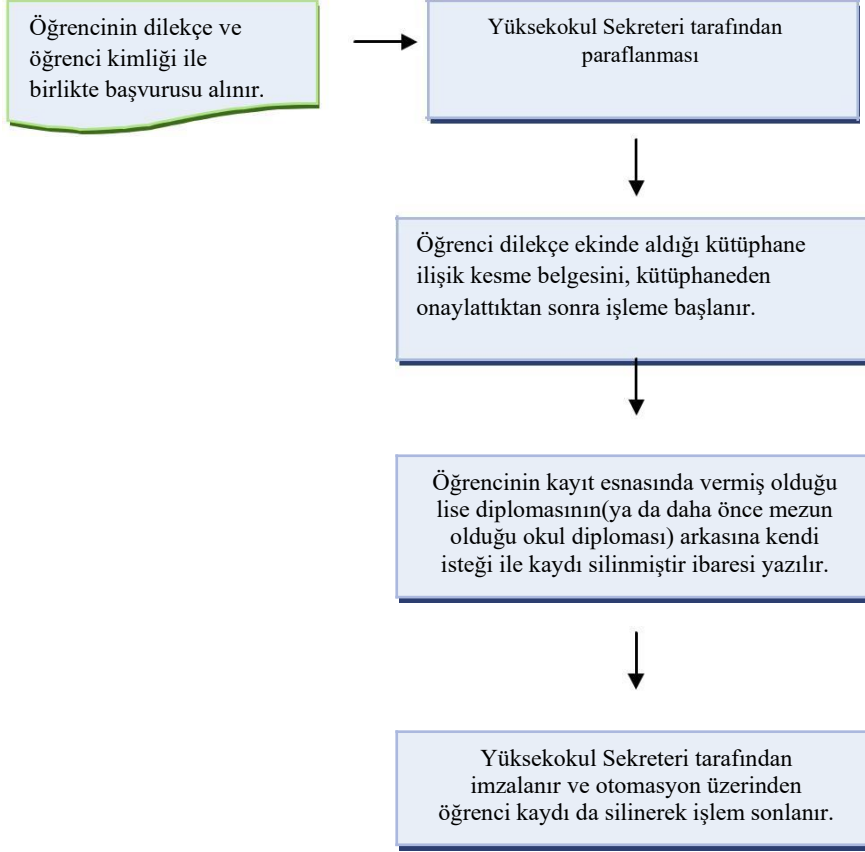 Öğrencinin dilekçe ve
öğrenci kimliği ile
birlikte başvurusu alınır.
Yüksekokul Sekreteri tarafından
paraflanması
Öğrenci dilekçe ekinde aldığı kütüphane
ilişik kesme belgesini, kütüphaneden
onaylattıktan sonra işleme başlanır.
Öğrencinin kayıt esnasında vermiş olduğu
lise diplomasının(ya da daha önce mezun
olduğu okul diploması) arkasına kendi
isteği ile kaydı silinmiştir ibaresi yazılır.
Yüksekokul Sekreteri tarafından
imzalanır ve otomasyon üzerinden
öğrenci kaydı da silinerek işlem sonlanır.